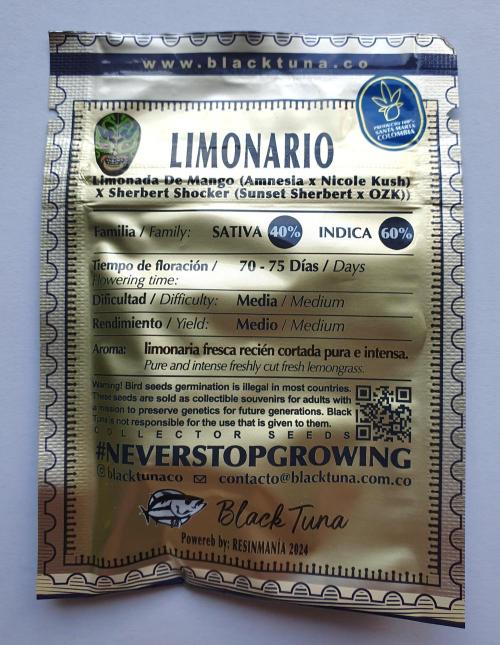 www.blacktuna.co
PRODUCTO 100%
SANTA MARTA
COLOMBIA
LIMONARIO
Limonada De Mango (Amnesia x Nicole Kush)
X Sherbert Shocker (Sunset Sherbert x OZK))
Familia / Family: SATIVA 40% INDICA 60%
Tiempo de floración / 70 - 75 Días / Days
Flowering time:
Dificultad / Difficulty: Media / Medium
Rendimiento / Yield: Medio / Medium
Aroma: limonaria fresca recién cortada pura e intensa.
Pure and intense freshly cut fresh lemongrass.
Warning! Bird seeds germination is illegal in most countries.
These seeds are sold as collectible souvenirs for adults with
a mission to preserve genetics for future generations. Black
Tuna is not responsible for the use that is given to them.
COLLECTOR SEEDS
#NEVERSTOPGROWING
blacktunaco contacto@blacktuna.com.co
Black Tuna
Powereb by: RESINMANÍA 2024